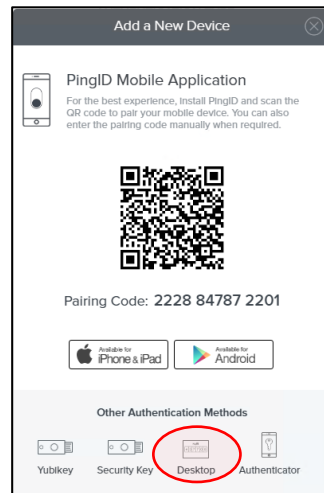 Add a New Device
PingID Mobile Application
For the best experience, install PingID and scan the
QR code to pair your mobile device. You can also
enter the pairing code manually when required.
Pairing Code: 2228 84787 2201
Available for
iPhone & iPad
Available for
Android
Other Authentication Methods
Yubikey Security Key Desktop Authenticator